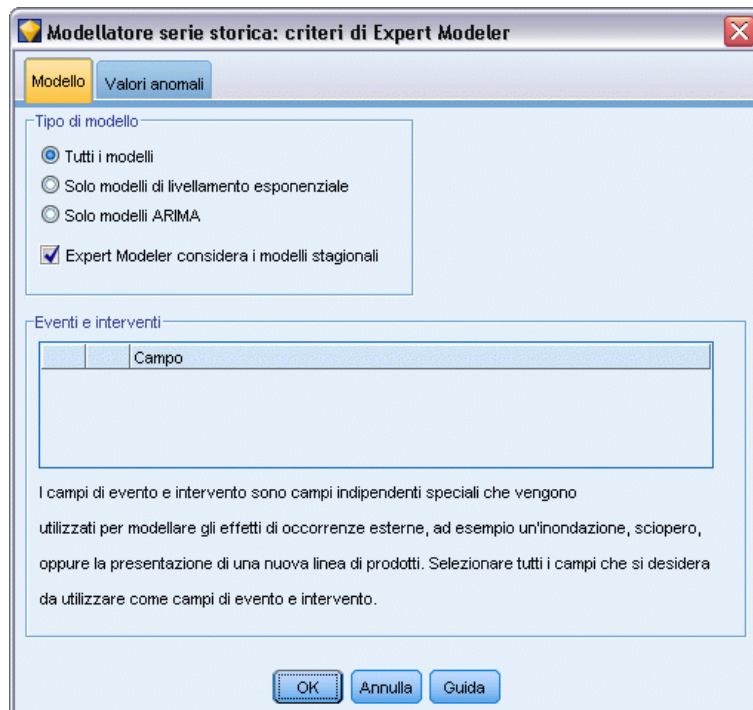 Modellatore serie storica: criteri di Expert Modeler
Modello
Valori anomali
Tipo di modello
Tutti i modelli
Solo modelli di livellamento esponenziale
Solo modelli ARIMA
Expert Modeler considera i modelli stagionali
Eventi e interventi
Campo
I campi di evento e intervento sono campi indipendenti speciali che vengono
utilizzati per modellare gli effetti di occorrenze esterne, ad esempio un'inondazione, sciopero,
oppure la presentazione di una nuova linea di prodotti. Selezionare tutti i campi che si desidera
da utilizzare come campi di evento e intervento.
OK
Annulla
Guida